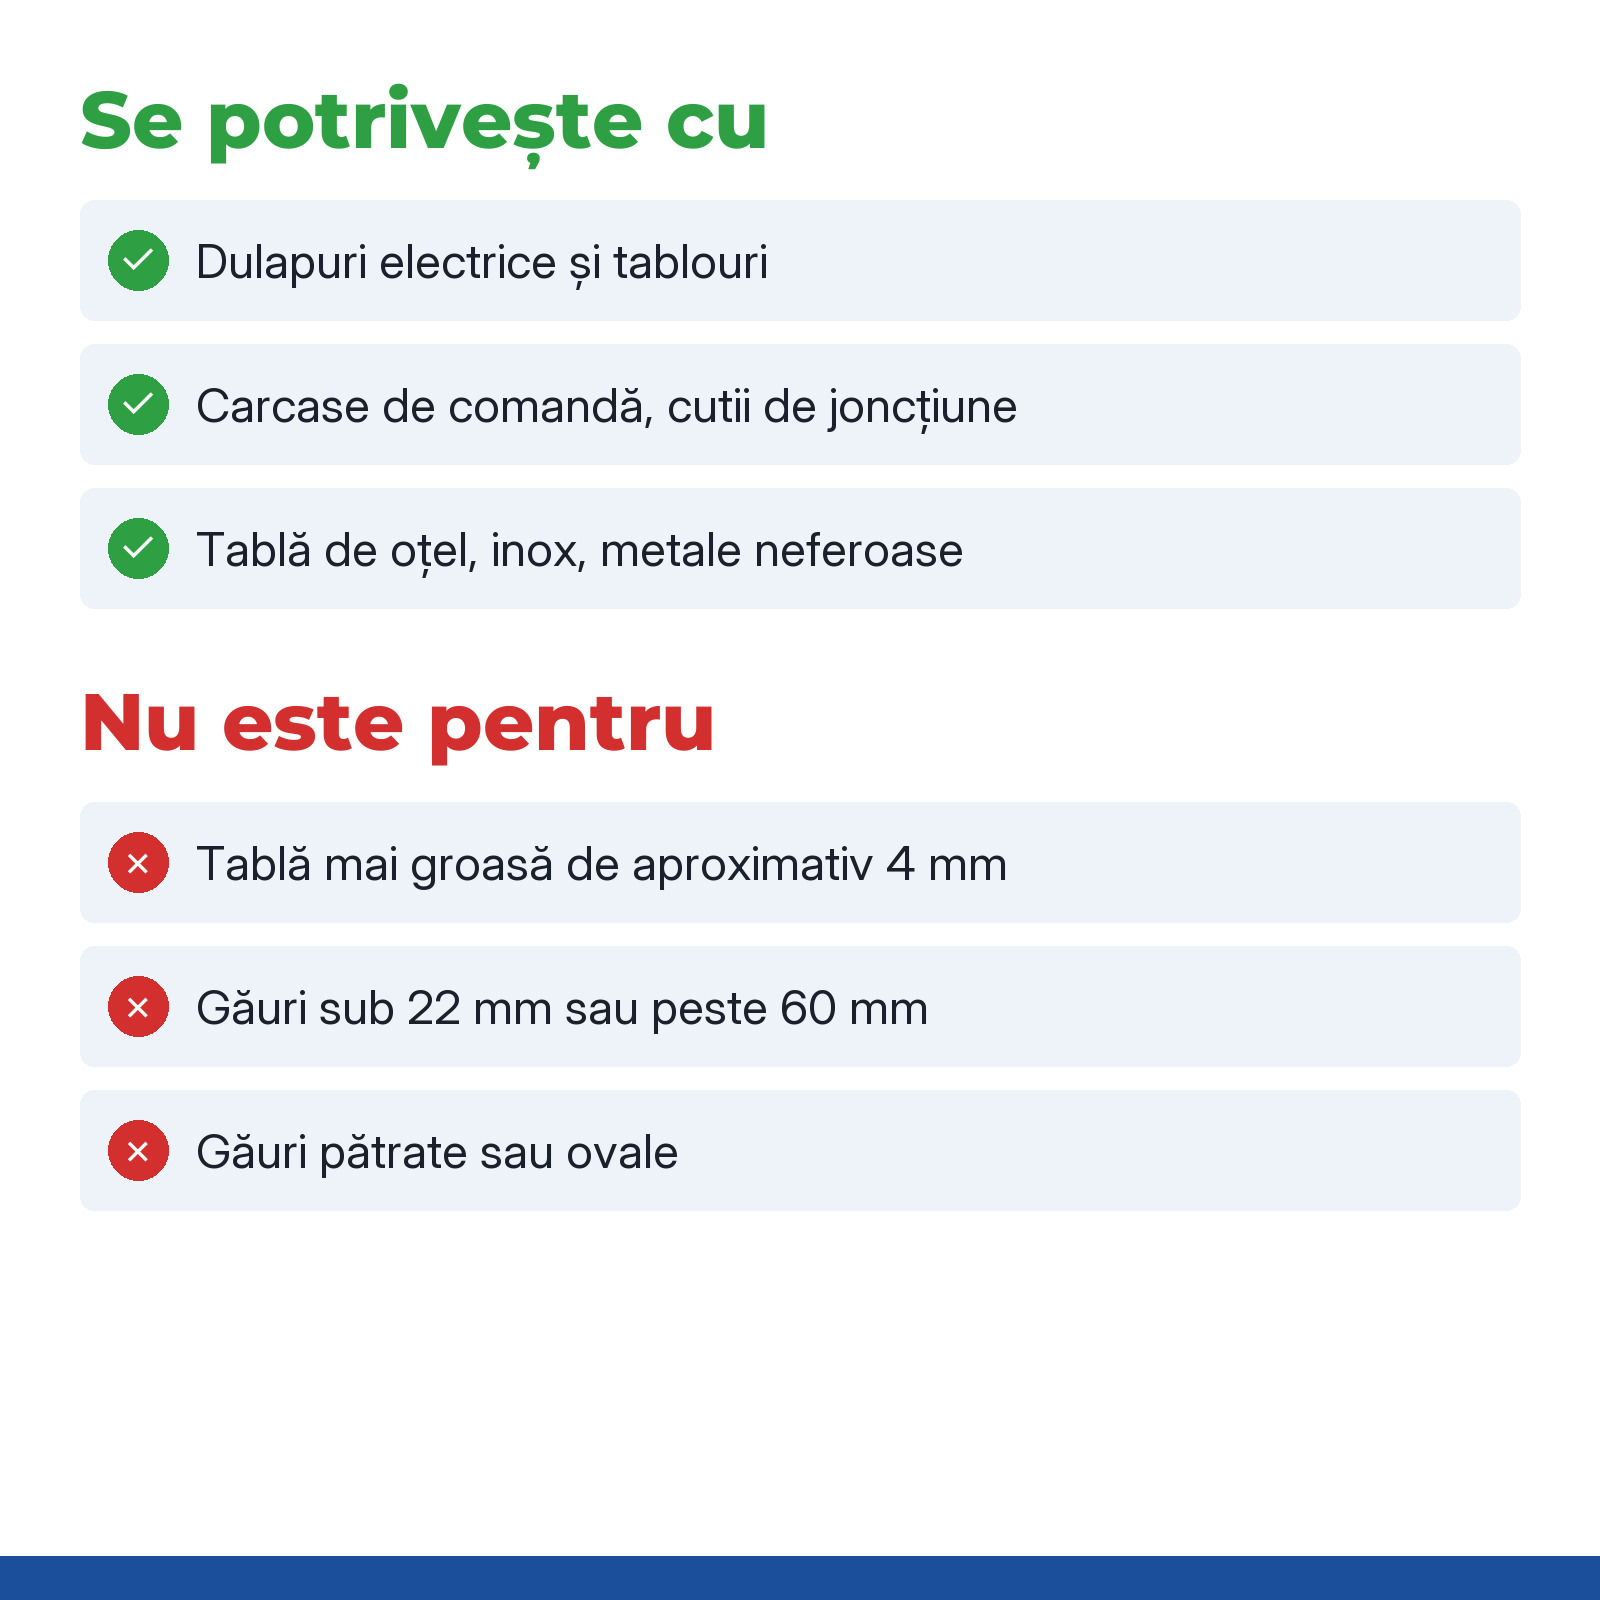 Se potrivește cu
Dulapuri electrice și tablouri
Carcase de comandă, cutii de joncțiune
Tablă de oțel, inox, metale neferoase
Nu este pentru
Tablă mai groasă de aproximativ 4 mm
Găuri sub 22 mm sau peste 60 mm
Găuri pătrate sau ovale